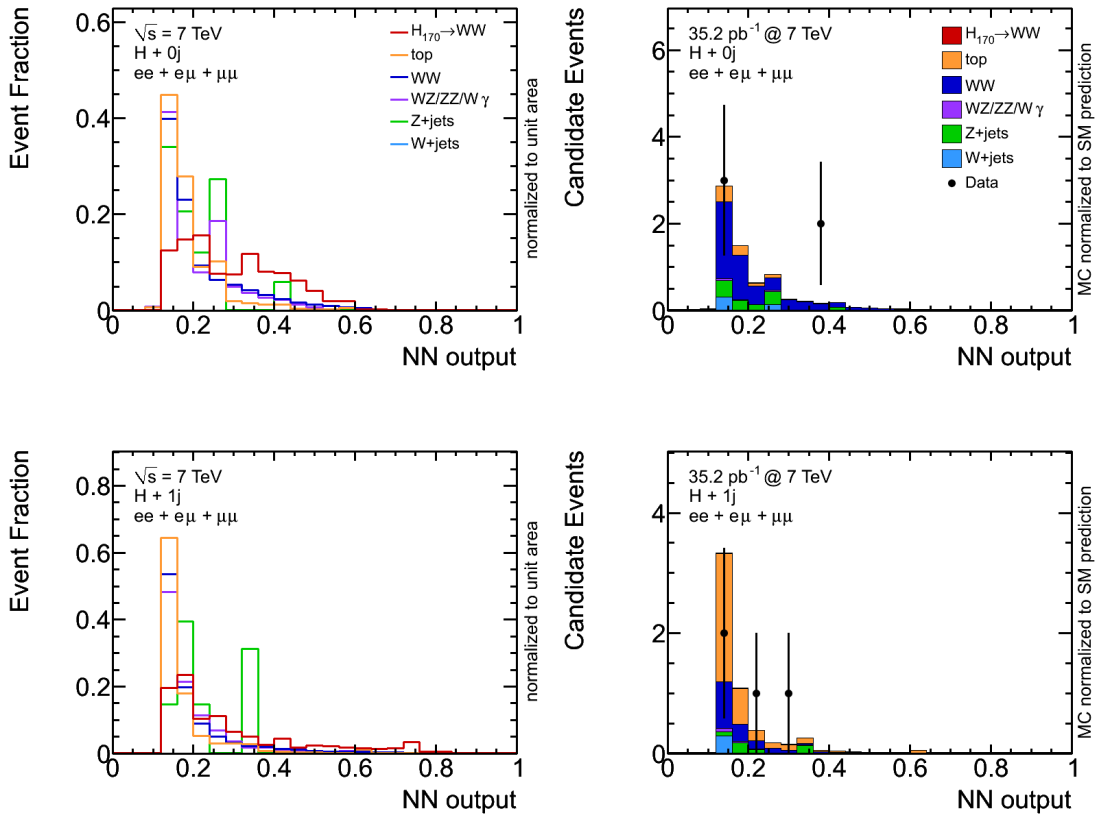 Event Fraction
0.6
0.4
0.2
0
√s = 7 TeV
H + 0j
ee + eμ + μμ
H₁₇₀→WW
top
WW
WZ/ZZ/W γ
Z+jets
W+jets
normalized to unit area
0 0.2 0.4 0.6 0.8 1
NN output
Candidate Events
6
4
2
0
35.2 pb⁻¹ @ 7 TeV
H + 0j
ee + eμ + μμ
H₁₇₀→WW
top
WW
WZ/ZZ/W γ
Z+jets
W+jets
Data
MC normalized to SM prediction
0 0.2 0.4 0.6 0.8 1
NN output
Event Fraction
0.8
0.6
0.4
0.2
0
√s = 7 TeV
H + 1j
ee + eμ + μμ
normalized to unit area
0 0.2 0.4 0.6 0.8 1
NN output
Candidate Events
4
2
0
35.2 pb⁻¹ @ 7 TeV
H + 1j
ee + eμ + μμ
MC normalized to SM prediction
0 0.2 0.4 0.6 0.8 1
NN output